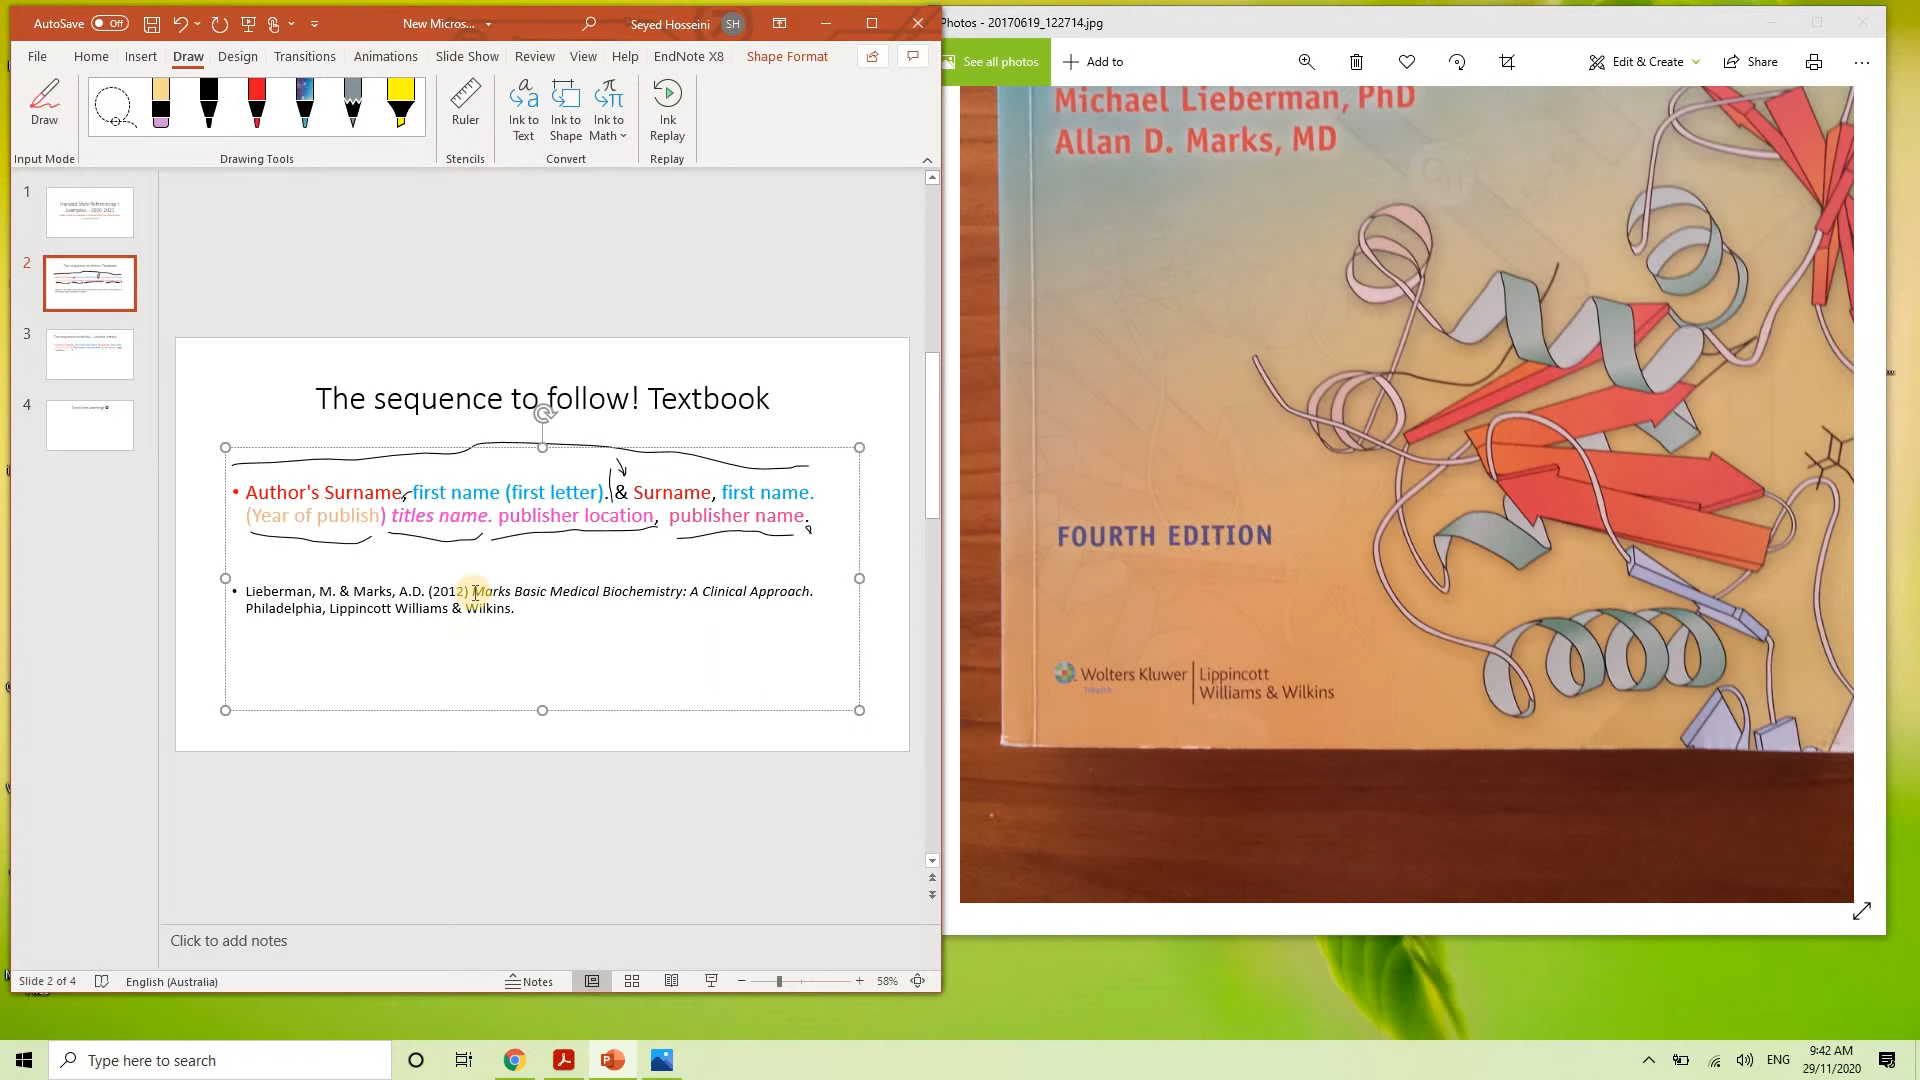 AutoSave Off
New Micros...
Seyed Hosseini SH
File Home Insert Draw Design Transitions Animations Slide Show Review View Help EndNote X8 Shape Format
Draw
Ruler
Ink to Text
Ink to Shape
Ink to Math
Ink Replay
Input Mode
Drawing Tools
Stencils
Convert
Replay
1
2
3
4
The sequence to follow! Textbook
• Author's Surname, first name (first letter). & Surname, first name.
(Year of publish) titles name. publisher location, publisher name.
• Lieberman, M. & Marks, A.D. (2012) Marks Basic Medical Biochemistry: A Clinical Approach.
Philadelphia, Lippincott Williams & Wilkins.
Click to add notes
Slide 2 of 4 English (Australia) Notes 58%
Photos - 20170619_122714.jpg
See all photos Add to Edit & Create Share
Michael Lieberman, PhD
Allan D. Marks, MD
FOURTH EDITION
Wolters Kluwer
Health
Lippincott
Williams & Wilkins
Type here to search
ENG
9:42 AM
29/11/2020